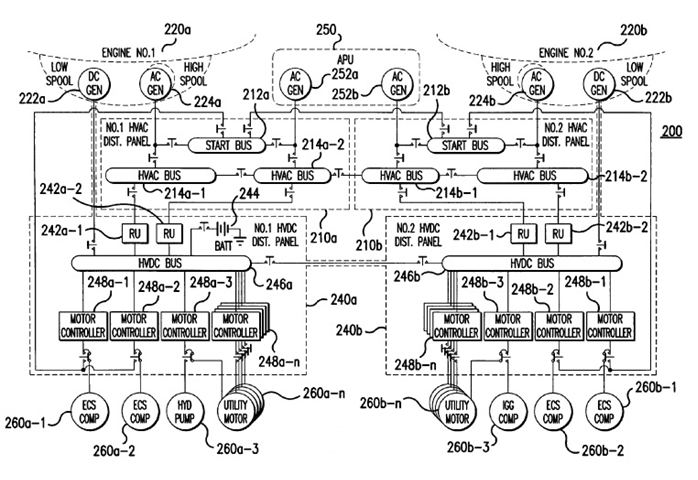 220a
250
220b
ENGINE NO.1
APU
ENGINE NO.2
LOW SPOOL
HIGH SPOOL
HIGH SPOOL
LOW SPOOL
DC GEN
AC GEN
AC GEN
252a
AC GEN
AC GEN
DC GEN
222a
224a
252b
224b
222b
212a
212b
200
NO.1 HVAC DIST. PANEL
START BUS
START BUS
NO.2 HVAC DIST. PANEL
214a-2
HVAC BUS
HVAC BUS
HVAC BUS
HVAC BUS
242a-2
214a-1
214b-1
214b-2
244
242a-1
RU
RU
BATT
NO.1 HVDC DIST. PANEL
210a
210b
NO.2 HVDC DIST. PANEL
242b-1
RU
RU
242b-2
HVDC BUS
HVDC BUS
246a
246b
248a-1
248a-2
248a-3
240a
248b-3
248b-2
248b-1
MOTOR CONTROLLER
MOTOR CONTROLLER
MOTOR CONTROLLER
MOTOR CONTROLLER
240b
MOTOR CONTROLLER
MOTOR CONTROLLER
MOTOR CONTROLLER
MOTOR CONTROLLER
248a-n
248b-n
260a-n
260b-n
260b-1
ECS COMP
ECS COMP
HYD PUMP
UTILITY MOTOR
UTILITY MOTOR
IGG COMP
ECS COMP
ECS COMP
260a-1
260a-2
260a-3
260b-3
260b-2